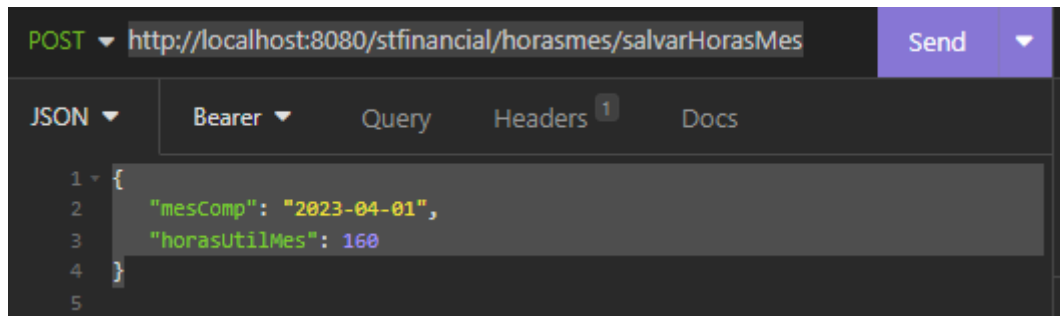 POST http://localhost:8080/stfinancial/horasmes/salvarHorasMes Send
JSON Bearer Query Headers 1 Docs
1 {
2 "mesComp": "2023-04-01",
3 "horasUtilMes": 160
4 }
5